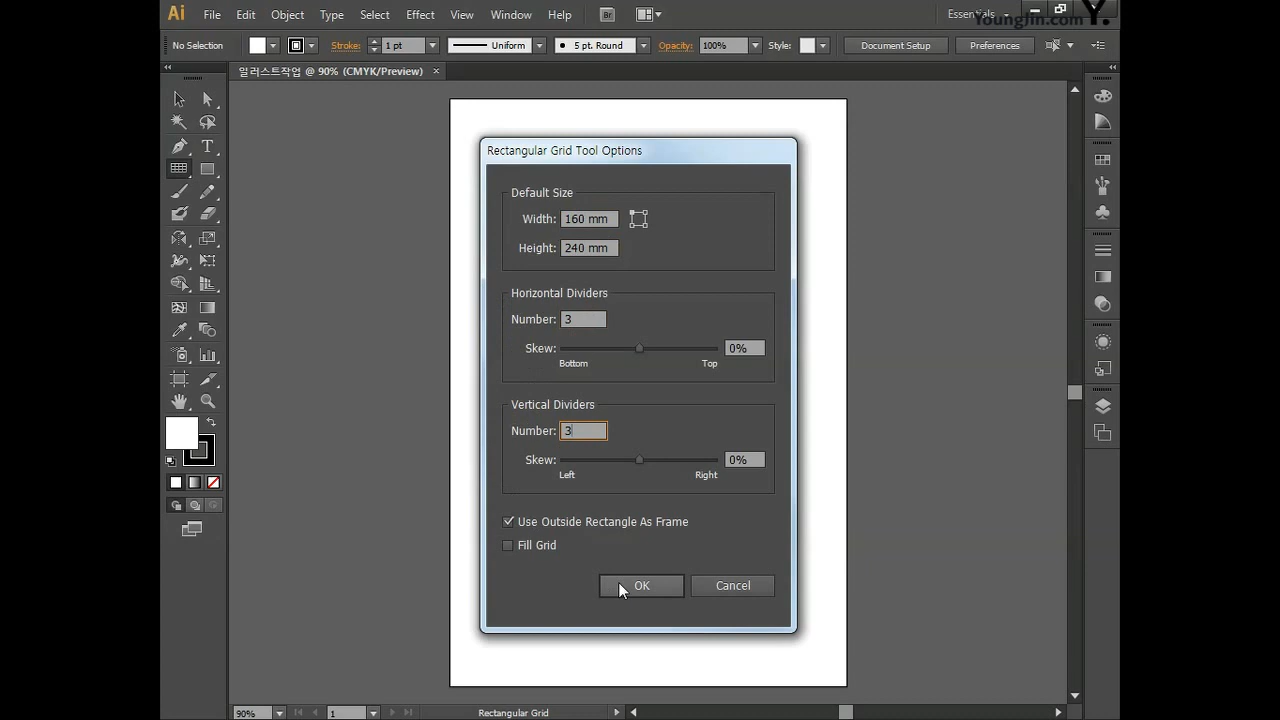 Ai File Edit Object Type Select Effect View Window Help Br Essentials
Youngjin.com Y.
No Selection Stroke: 1 pt Uniform 5 pt. Round Opacity: 100% Style: Document Setup Preferences
일러스트작업 @ 90% (CMYK/Preview) ×
Rectangular Grid Tool Options
Default Size
Width: 160 mm
Height: 240 mm
Horizontal Dividers
Number: 3
Skew: 0%
Bottom Top
Vertical Dividers
Number: 3
Skew: 0%
Left Right
Use Outside Rectangle As Frame
Fill Grid
OK Cancel
90% 1 Rectangular Grid